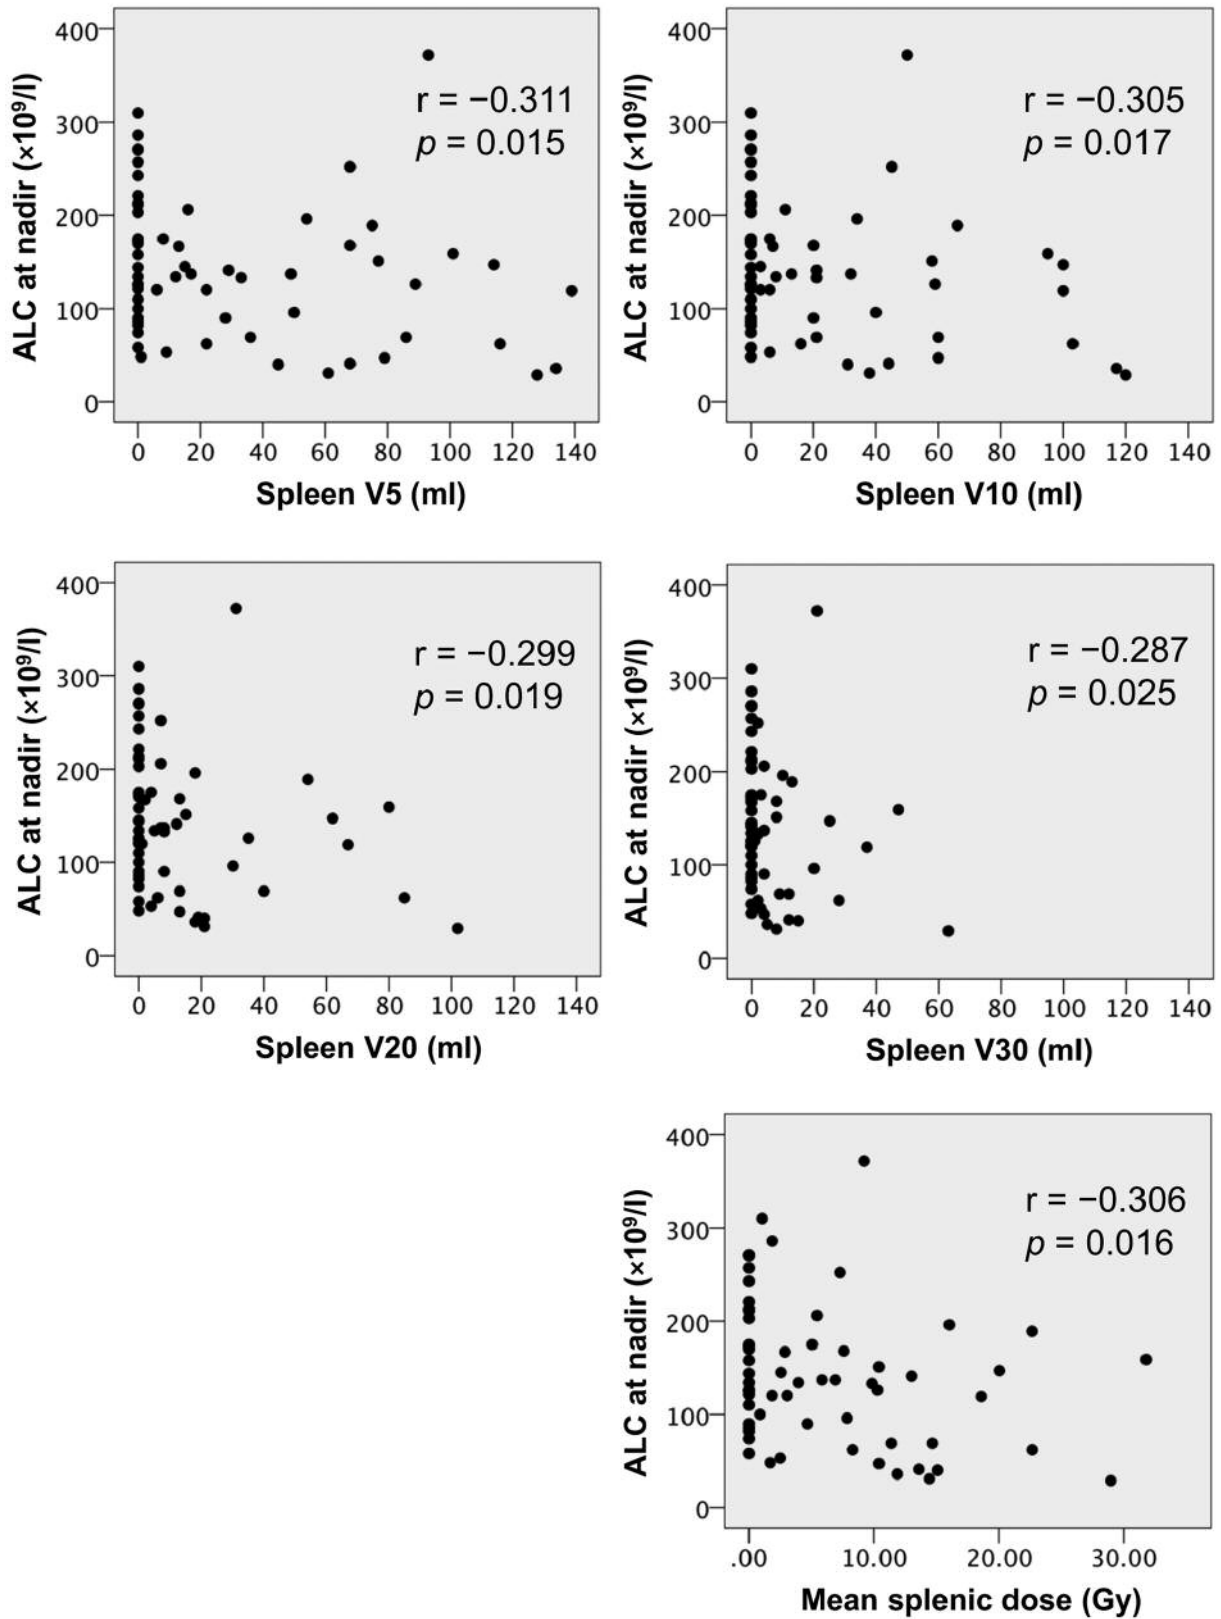 400
300
200
100
0
ALC at nadir (×10⁹/l)
r = −0.311
p = 0.015
0 20 40 60 80 100 120 140
Spleen V5 (ml)
400
300
200
100
0
ALC at nadir (×10⁹/l)
r = −0.305
p = 0.017
0 20 40 60 80 100 120 140
Spleen V10 (ml)
400
300
200
100
0
ALC at nadir (×10⁹/l)
r = −0.299
p = 0.019
0 20 40 60 80 100 120 140
Spleen V20 (ml)
400
300
200
100
0
ALC at nadir (×10⁹/l)
r = −0.287
p = 0.025
0 20 40 60 80 100 120 140
Spleen V30 (ml)
400
300
200
100
0
ALC at nadir (×10⁹/l)
r = −0.306
p = 0.016
.00 10.00 20.00 30.00
Mean splenic dose (Gy)